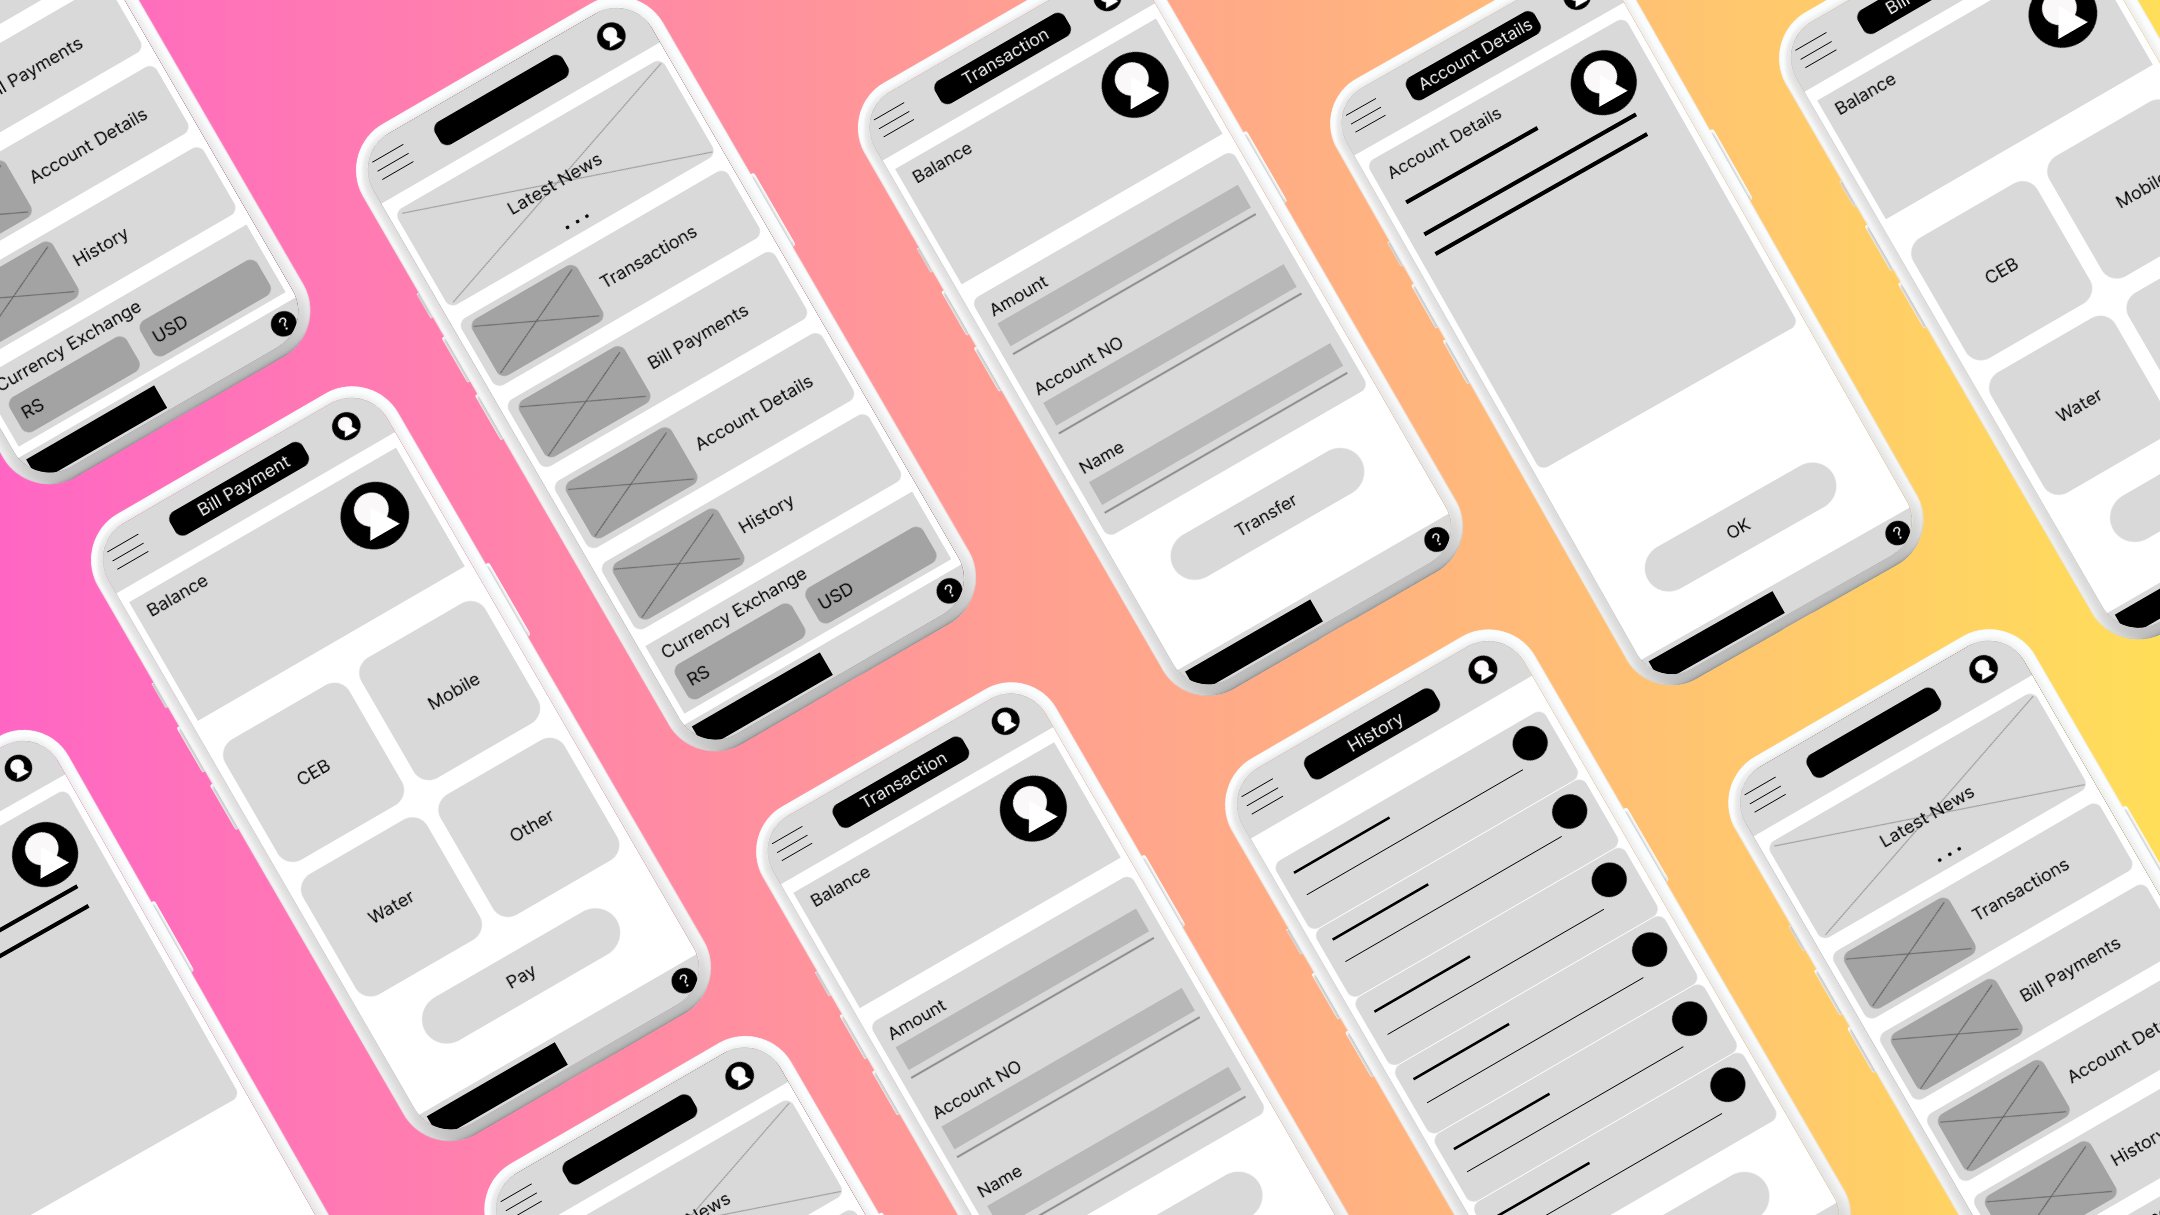 Payments
Account Details
History
Currency Exchange
USD
RS
?
Latest News
...
Transactions
Bill Payments
Account Details
History
Currency Exchange
USD
RS
?
Transaction
Balance
Amount
Account NO
Name
Transfer
?
Account Details
Account Details
OK
?
Balance
Mobile
CEB
Water
Bill Payment
Balance
Mobile
CEB
Other
Water
Pay
?
News
Transaction
Balance
Amount
Account NO
Name
History
Latest News
...
Transactions
Bill Payments
Account Det
History